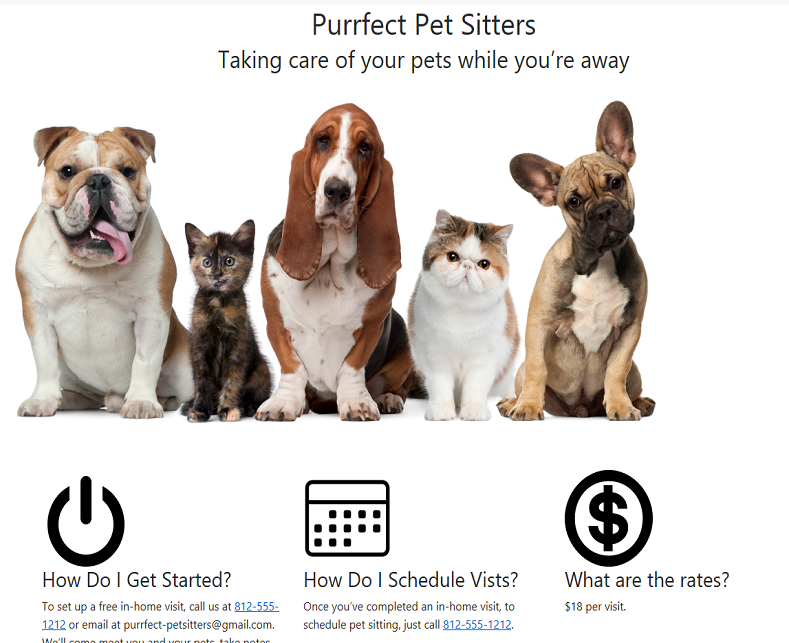 Purrfect Pet Sitters
Taking care of your pets while you’re away
How Do I Get Started?
To set up a free in-home visit, call us at 812-555-
1212 or email at purrfect-petsitters@gmail.com.
We'll come meet you and your pets, take notes
How Do I Schedule Vists?
Once you’ve completed an in-home visit, to
schedule pet sitting, just call 812-555-1212.
What are the rates?
$18 per visit.